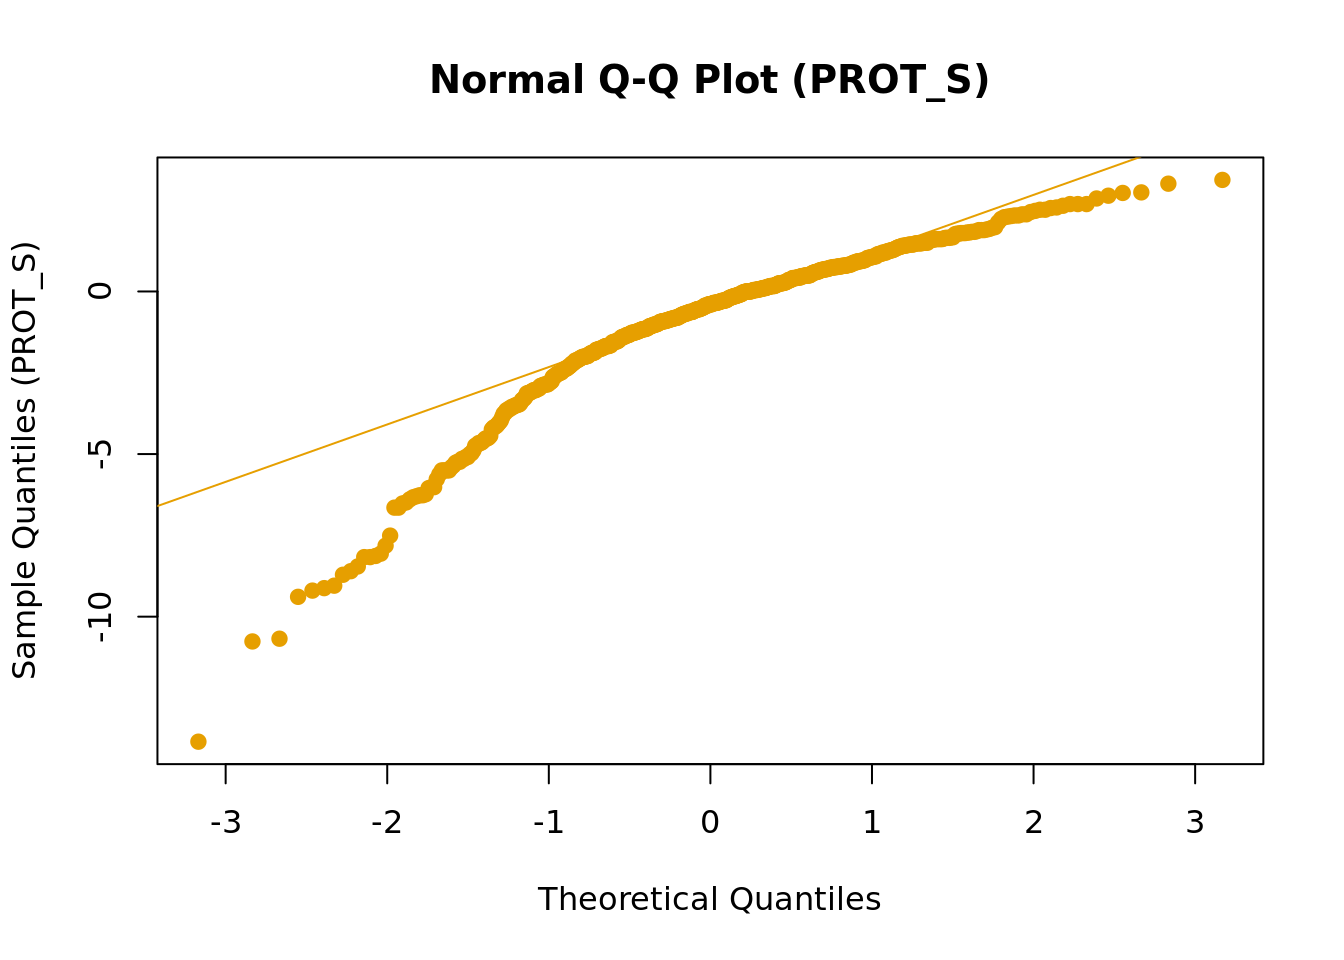 Normal Q-Q Plot (PROT_S)
Sample Quantiles (PROT_S)
0
-5
-10
-3 -2 -1 0 1 2 3
Theoretical Quantiles